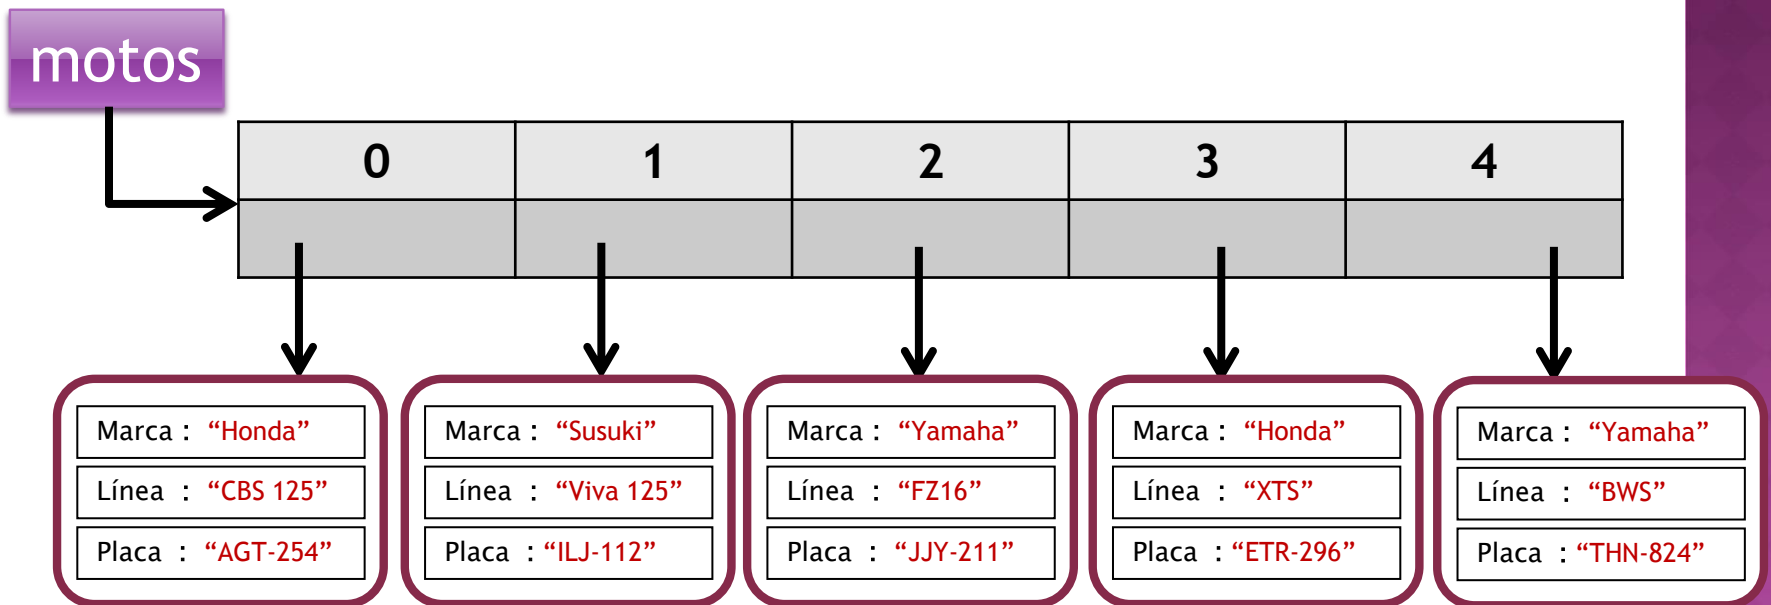 motos
0 1 2 3 4
Marca : “Honda”
Línea : “CBS 125”
Placa : “AGT-254”
Marca : “Susuki”
Línea : “Viva 125”
Placa : “ILJ-112”
Marca : “Yamaha”
Línea : “FZ16”
Placa : “JJY-211”
Marca : “Honda”
Línea : “XTS”
Placa : “ETR-296”
Marca : “Yamaha”
Línea : “BWS”
Placa : “THN-824”